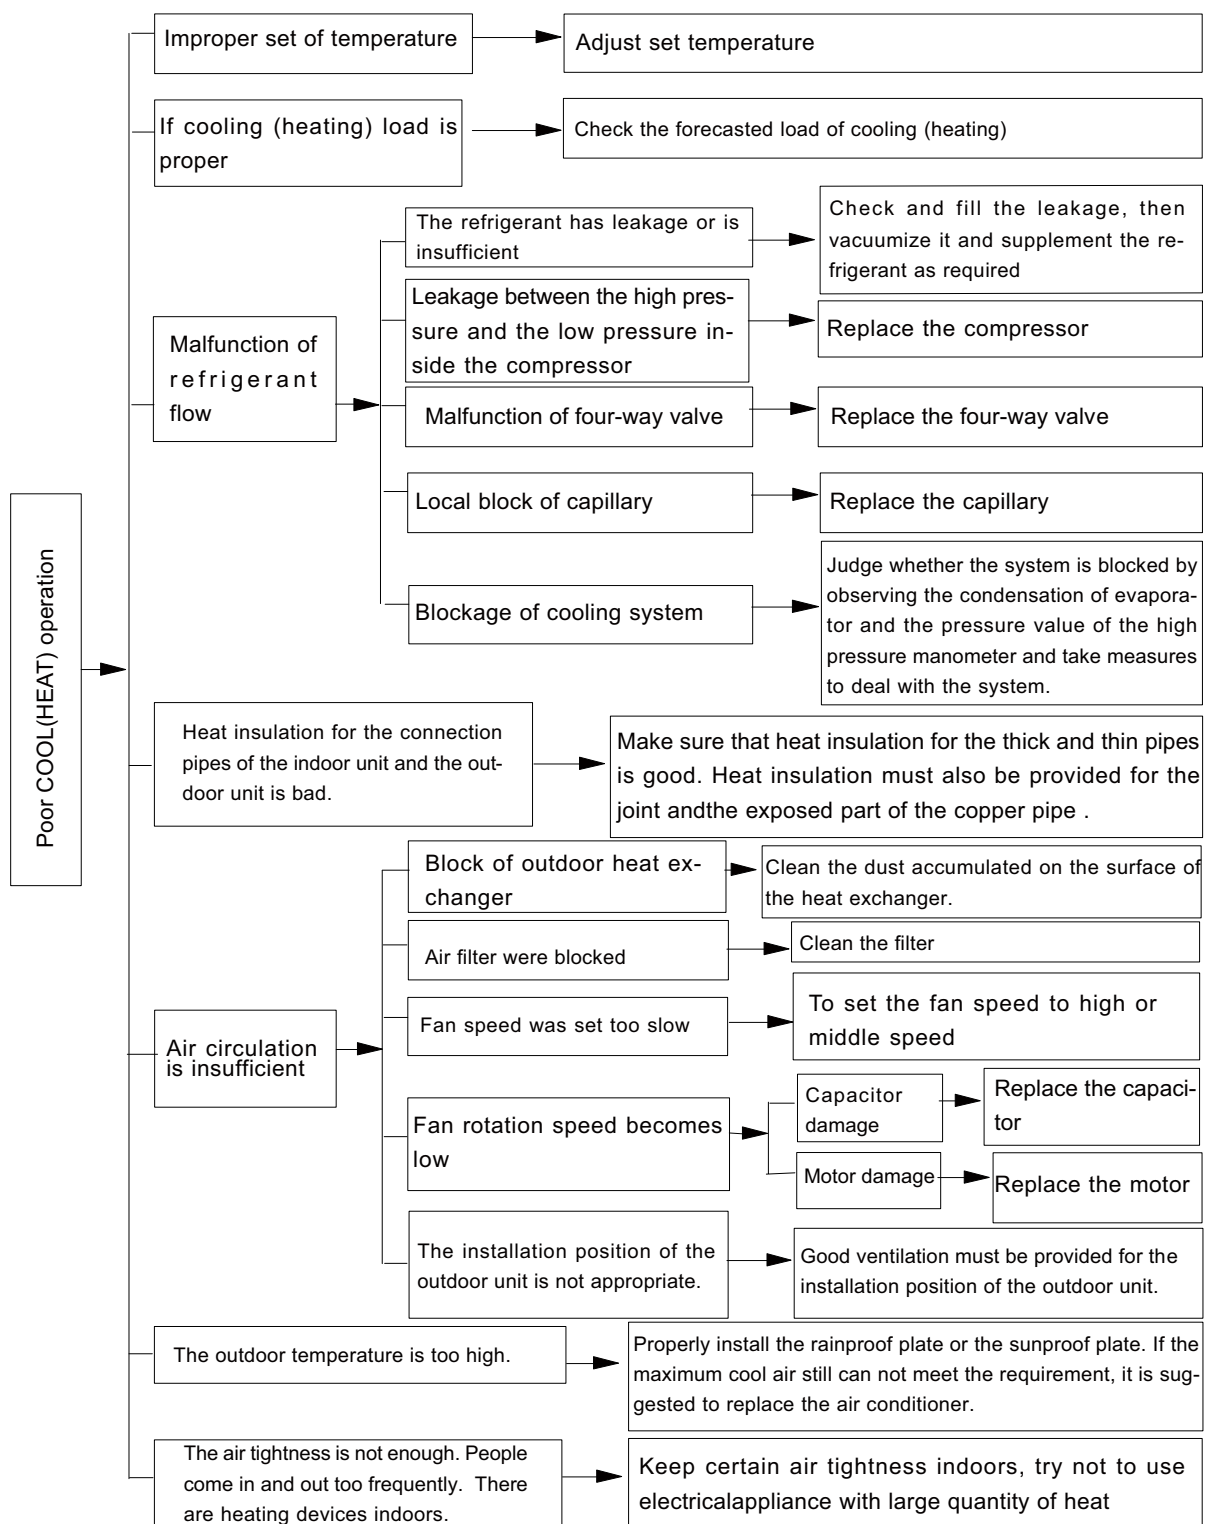 Improper set of temperature
Adjust set temperature
If cooling (heating) load is
proper
Check the forecasted load of cooling (heating)
The refrigerant has leakage or is
insufficient
Check and fill the leakage, then
vacuumize it and supplement the re-
frigerant as required
Leakage between the high pres-
sure and the low pressure in-
side the compressor
Replace the compressor
Malfunction of
refrigerant
flow
Malfunction of four-way valve
Replace the four-way valve
Local block of capillary
Replace the capillary
Blockage of cooling system
Judge whether the system is blocked by
observing the condensation of evapora-
tor and the pressure value of the high
pressure manometer and take measures
to deal with the system.
Poor COOL(HEAT) operation
Heat insulation for the connection
pipes of the indoor unit and the out-
door unit is bad.
Make sure that heat insulation for the thick and thin pipes
is good. Heat insulation must also be provided for the
joint andthe exposed part of the copper pipe .
Block of outdoor heat ex-
changer
Clean the dust accumulated on the surface of
the heat exchanger.
Air filter were blocked
Clean the filter
Fan speed was set too slow
To set the fan speed to high or
middle speed
Air circulation
is insufficient
Fan rotation speed becomes
low
Capacitor
damage
Replace the capaci-
tor
Motor damage
Replace the motor
The installation position of the
outdoor unit is not appropriate.
Good ventilation must be provided for the
installation position of the outdoor unit.
The outdoor temperature is too high.
Properly install the rainproof plate or the sunproof plate. If the
maximum cool air still can not meet the requirement, it is sug-
gested to replace the air conditioner.
The air tightness is not enough. People
come in and out too frequently. There
are heating devices indoors.
Keep certain air tightness indoors, try not to use
electricalappliance with large quantity of heat